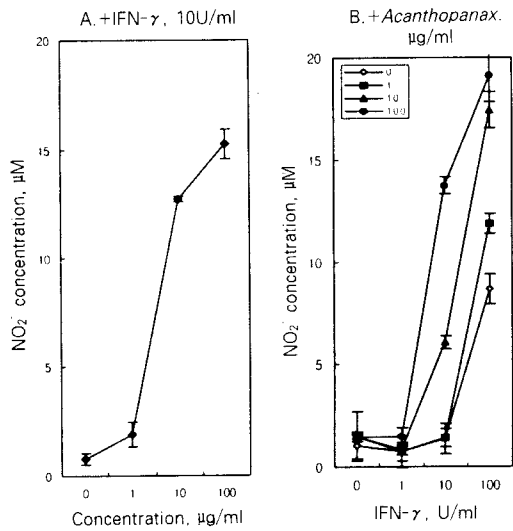 A. +IFN-γ, 10U/ml
NO₂⁻ concentration, μM
20
15
10
5
0
0 1 10 100
Concentration, μg/ml
B. +Acanthopanax.
μg/ml
0
1
10
100
NO₂⁻ concentration, μM
20
15
10
5
0
0 1 10 100
IFN-γ, U/ml